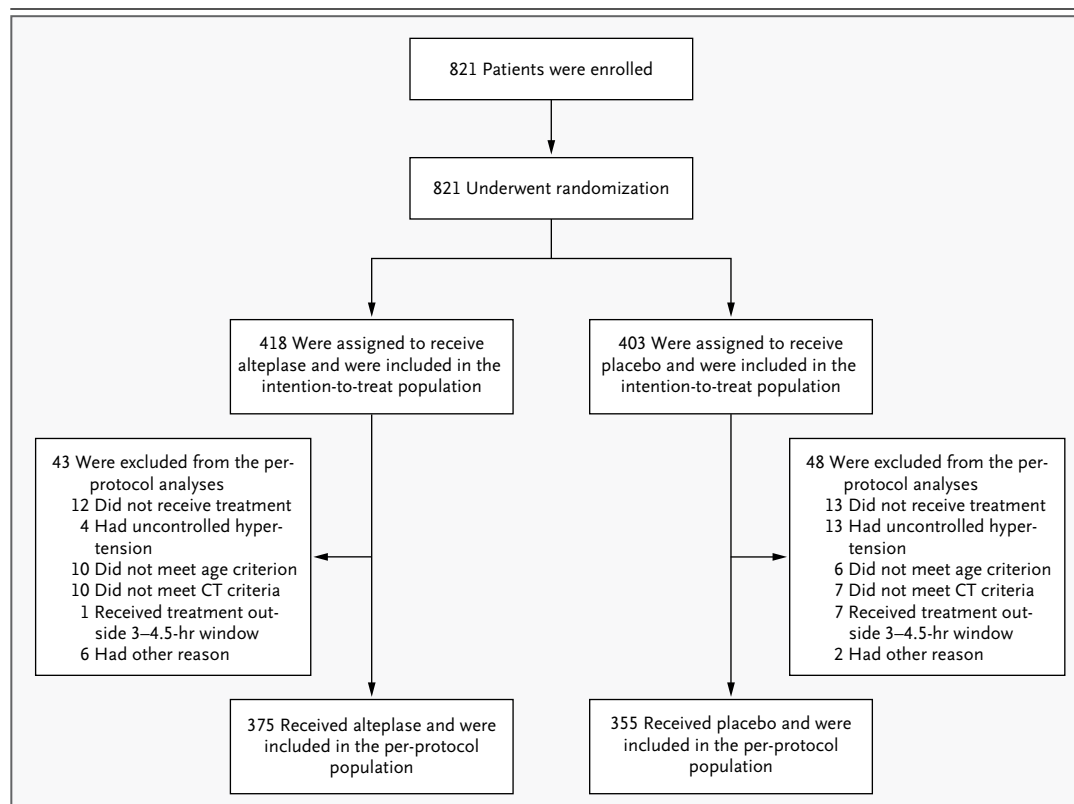 821 Patients were enrolled
821 Underwent randomization
418 Were assigned to receive
alteplase and were included in the
intention-to-treat population
403 Were assigned to receive
placebo and were included in the
intention-to-treat population
43 Were excluded from the per-
protocol analyses
12 Did not receive treatment
4 Had uncontrolled hyper-
tension
10 Did not meet age criterion
10 Did not meet CT criteria
1 Received treatment out-
side 3–4.5-hr window
6 Had other reason
48 Were excluded from the per-
protocol analyses
13 Did not receive treatment
13 Had uncontrolled hyper-
tension
6 Did not meet age criterion
7 Did not meet CT criteria
7 Received treatment out-
side 3–4.5-hr window
2 Had other reason
375 Received alteplase and were
included in the per-protocol
population
355 Received placebo and were
included in the per-protocol
population